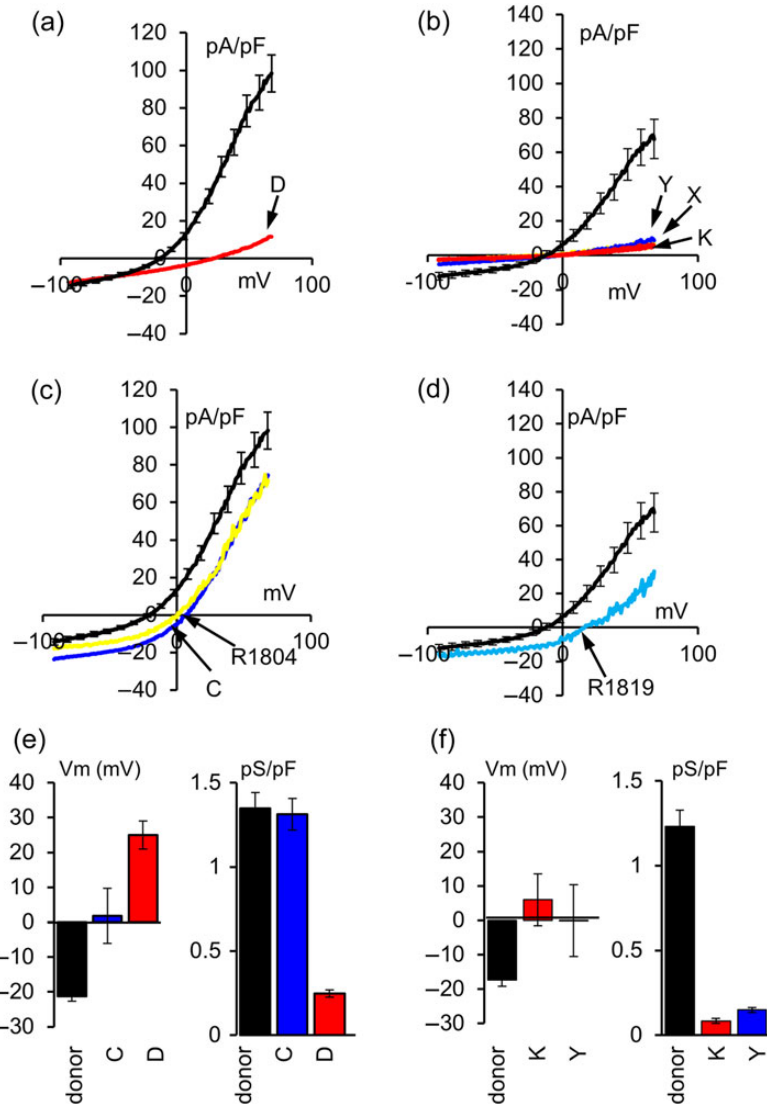 (a)
pA/pF
120
100
80
60
40
20
0
–20
–40
–100
0
100
mV
D
(b)
pA/pF
140
120
100
80
60
40
20
0
-20
-40
–100
0
100
mV
Y
X
K
(c)
pA/pF
120
100
80
60
40
20
0
–20
–40
–100
0
100
mV
R1804
C
(d)
pA/pF
140
120
100
80
60
40
20
0
–20
–40
–100
0
100
mV
R1819
(e)
Vm (mV)
40
30
20
10
0
–10
–20
–30
donor
C
D
pS/pF
1.5
1
0.5
0
donor
C
D
(f)
Vm (mV)
40
30
20
10
0
–10
–20
–30
donor
K
Y
pS/pF
1.5
1
0.5
0
donor
K
Y